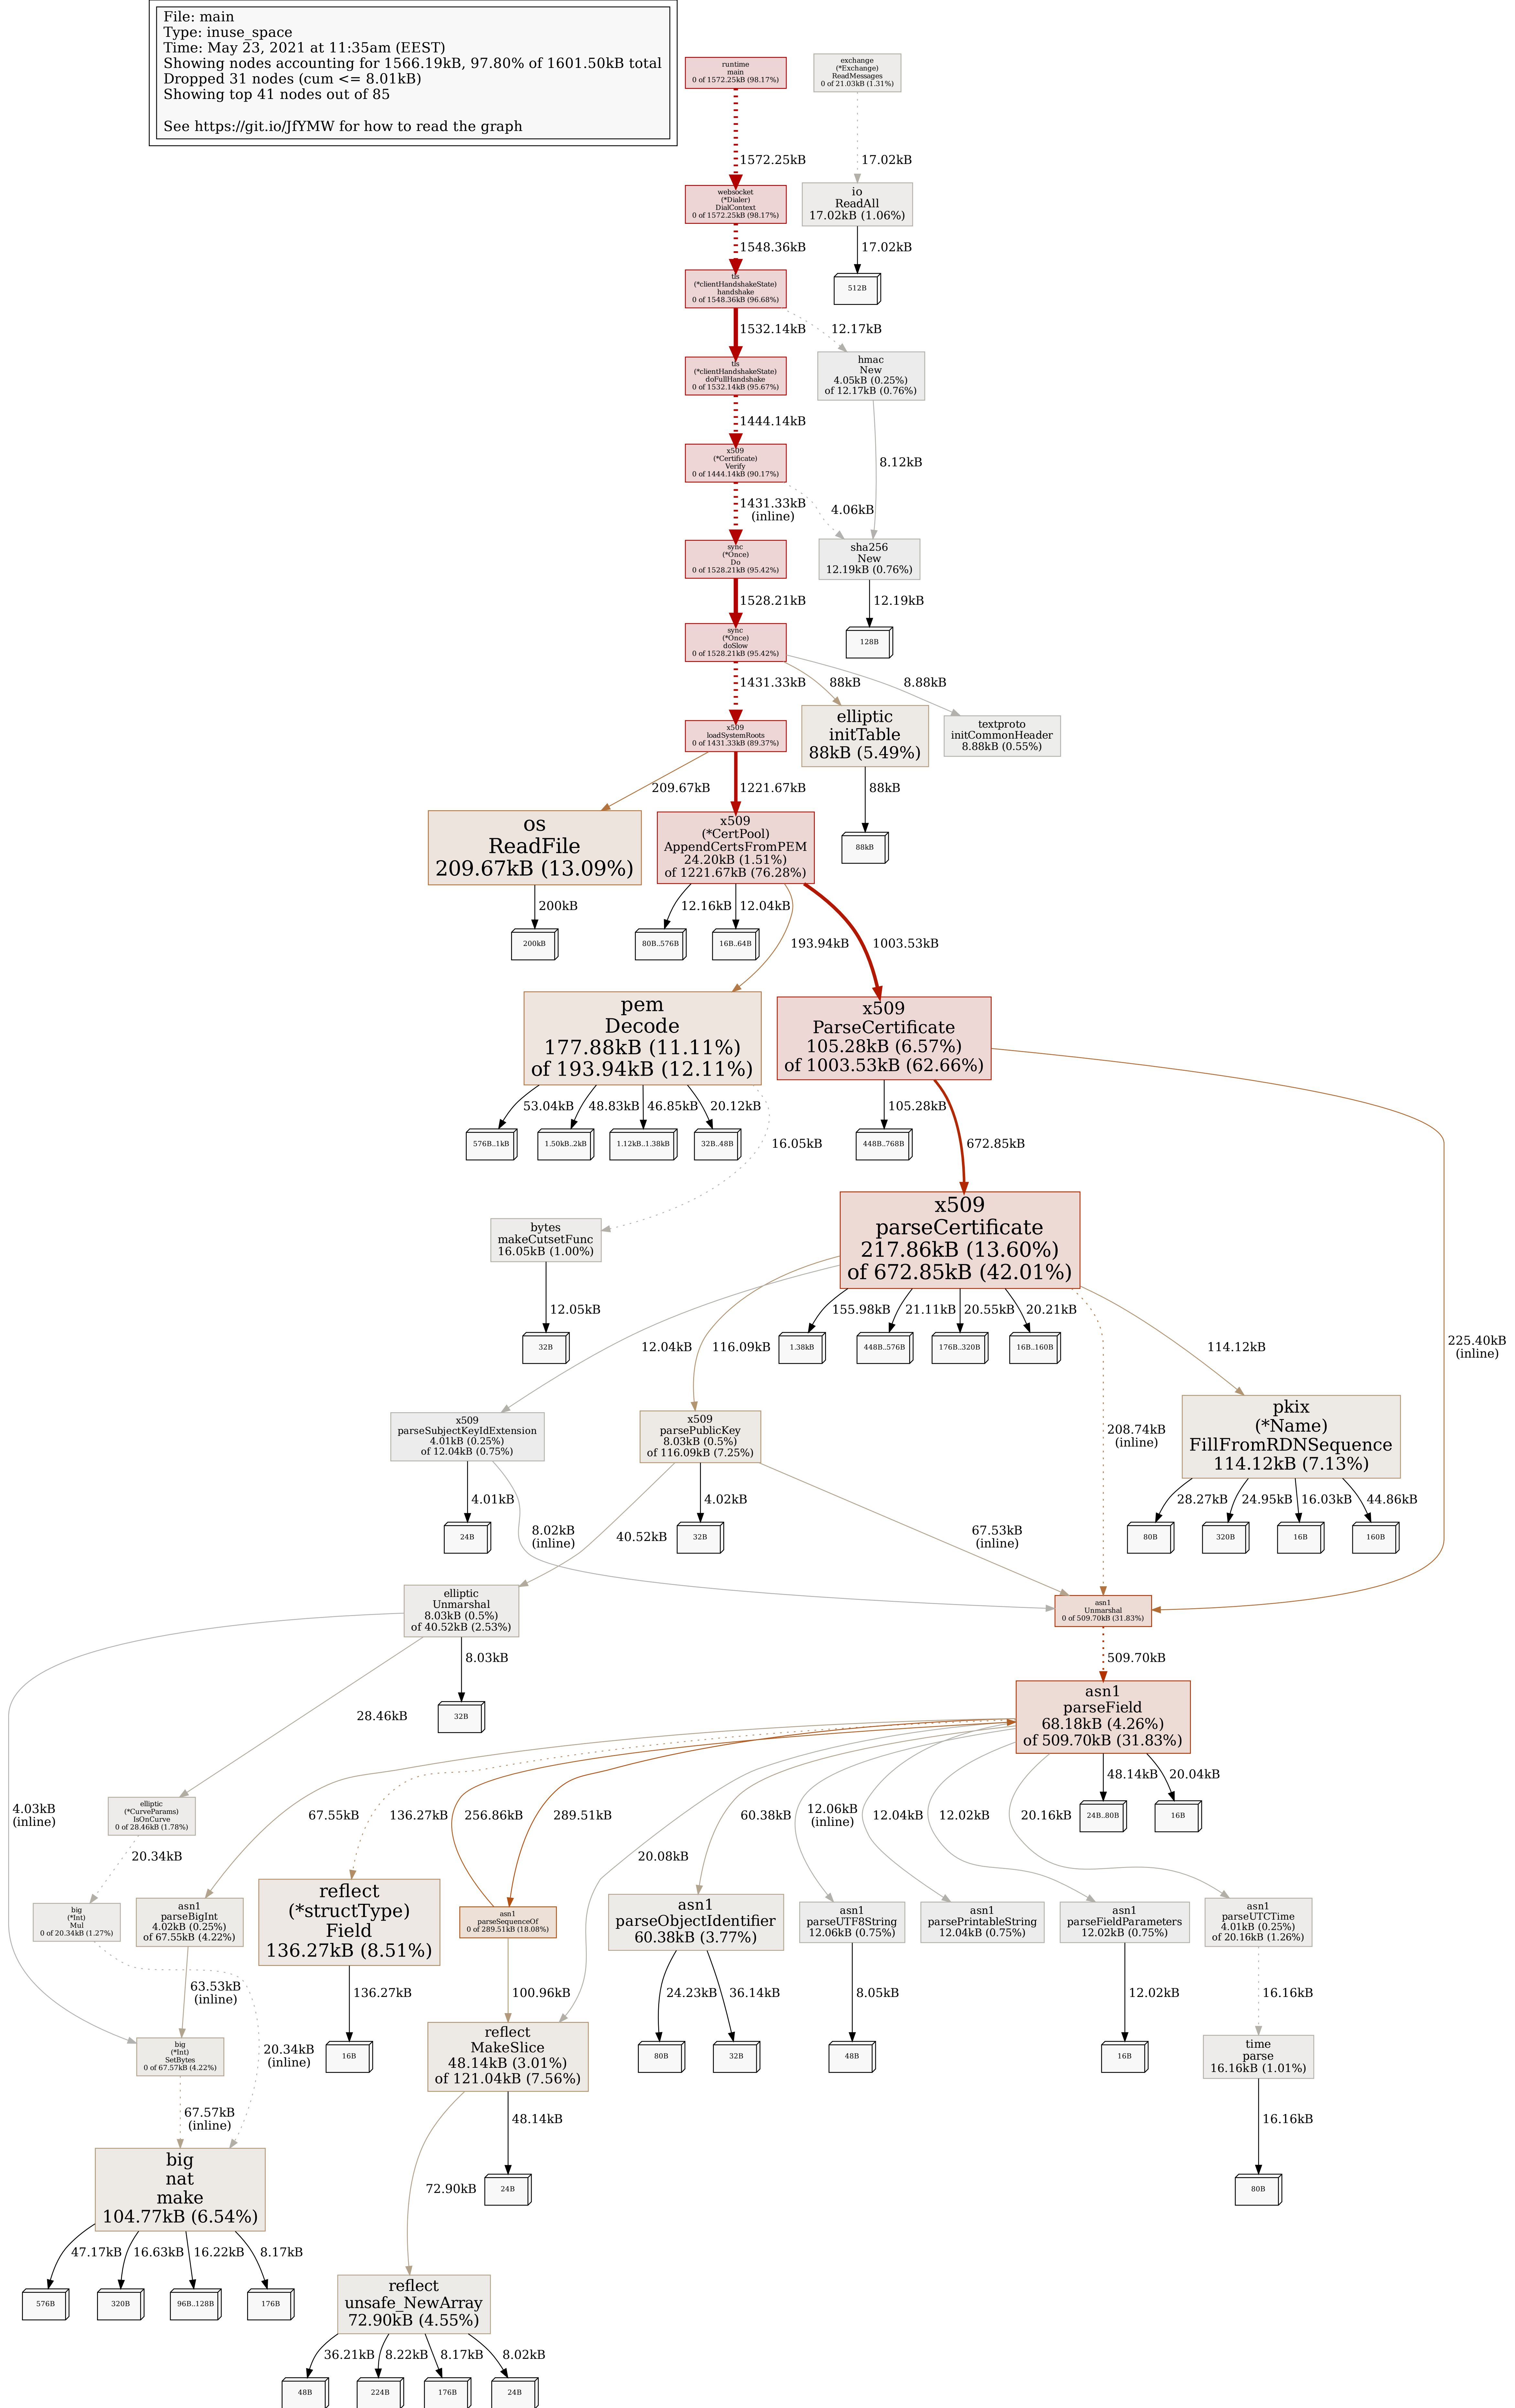 File: main
Type: inuse_space
Time: May 23, 2021 at 11:35am (EEST)
Showing nodes accounting for 1566.19kB, 97.80% of 1601.50kB total
Dropped 31 nodes (cum <= 8.01kB)
Showing top 41 nodes out of 85
See https://git.io/JfYMW for how to read the graph
runtime
main
0 of 1572.25kB (98.17%)
exchange
(*Exchange)
ReadMessages
0 of 21.03kB (1.31%)
1572.25kB
17.02kB
websocket
(*Dialer)
DialContext
0 of 1572.25kB (98.17%)
io
ReadAll
17.02kB (1.06%)
1548.36kB
17.02kB
tls
(*clientHandshakeState)
handshake
0 of 1548.36kB (96.68%)
512B
1532.14kB
12.17kB
tls
(*clientHandshakeState)
doFullHandshake
0 of 1532.14kB (95.67%)
hmac
New
4.05kB (0.25%)
of 12.17kB (0.76%)
1444.14kB
8.12kB
x509
(*Certificate)
Verify
0 of 1444.14kB (90.17%)
1431.33kB
(inline)
4.06kB
sync
(*Once)
Do
0 of 1528.21kB (95.42%)
sha256
New
12.19kB (0.76%)
1528.21kB
12.19kB
sync
(*Once)
doSlow
0 of 1528.21kB (95.42%)
128B
1431.33kB
88kB
8.88kB
x509
loadSystemRoots
0 of 1431.33kB (89.37%)
elliptic
initTable
88kB (5.49%)
textproto
initCommonHeader
8.88kB (0.55%)
209.67kB
1221.67kB
88kB
os
ReadFile
209.67kB (13.09%)
x509
(*CertPool)
AppendCertsFromPEM
24.20kB (1.51%)
of 1221.67kB (76.28%)
88kB
200kB
12.16kB
12.04kB
193.94kB
1003.53kB
200kB
80B..576B
16B..64B
pem
Decode
177.88kB (11.11%)
of 193.94kB (12.11%)
x509
ParseCertificate
105.28kB (6.57%)
of 1003.53kB (62.66%)
53.04kB
48.83kB
46.85kB
20.12kB
16.05kB
105.28kB
672.85kB
576B..1kB
1.50kB..2kB
1.12kB..1.38kB
32B..48B
448B..768B
bytes
makeCutsetFunc
16.05kB (1.00%)
x509
parseCertificate
217.86kB (13.60%)
of 672.85kB (42.01%)
12.05kB
32B
12.04kB
116.09kB
155.98kB
21.11kB
20.55kB
20.21kB
1.38kB
448B..576B
176B..320B
16B..160B
208.74kB
(inline)
114.12kB
225.40kB
(inline)
x509
parseSubjectKeyIdExtension
4.01kB (0.25%)
of 12.04kB (0.75%)
x509
parsePublicKey
8.03kB (0.5%)
of 116.09kB (7.25%)
pkix
(*Name)
FillFromRDNSequence
114.12kB (7.13%)
4.01kB
8.02kB
(inline)
40.52kB
4.02kB
67.53kB
(inline)
28.27kB
24.95kB
16.03kB
44.86kB
24B
32B
80B
320B
16B
160B
elliptic
Unmarshal
8.03kB (0.5%)
of 40.52kB (2.53%)
asn1
Unmarshal
0 of 509.70kB (31.83%)
4.03kB
(inline)
28.46kB
8.03kB
509.70kB
32B
asn1
parseField
68.18kB (4.26%)
of 509.70kB (31.83%)
elliptic
(*CurveParams)
IsOnCurve
0 of 28.46kB (1.78%)
67.55kB
136.27kB
256.86kB
289.51kB
20.08kB
60.38kB
12.06kB
(inline)
12.04kB
12.02kB
20.16kB
48.14kB
20.04kB
24B..80B
16B
20.34kB
big
(*Int)
Mul
0 of 20.34kB (1.27%)
asn1
parseBigInt
4.02kB (0.25%)
of 67.55kB (4.22%)
reflect
(*structType)
Field
136.27kB (8.51%)
asn1
parseSequenceOf
0 of 289.51kB (18.08%)
asn1
parseObjectIdentifier
60.38kB (3.77%)
asn1
parseUTF8String
12.06kB (0.75%)
asn1
parsePrintableString
12.04kB (0.75%)
asn1
parseFieldParameters
12.02kB (0.75%)
asn1
parseUTCTime
4.01kB (0.25%)
of 20.16kB (1.26%)
63.53kB
(inline)
20.34kB
(inline)
136.27kB
100.96kB
24.23kB
36.14kB
8.05kB
12.02kB
16.16kB
big
(*Int)
SetBytes
0 of 67.57kB (4.22%)
16B
reflect
MakeSlice
48.14kB (3.01%)
of 121.04kB (7.56%)
80B
32B
48B
16B
time
parse
16.16kB (1.01%)
67.57kB
(inline)
72.90kB
48.14kB
16.16kB
big
nat
make
104.77kB (6.54%)
24B
80B
47.17kB
16.63kB
16.22kB
8.17kB
576B
320B
96B..128B
176B
reflect
unsafe_NewArray
72.90kB (4.55%)
36.21kB
8.22kB
8.17kB
8.02kB
48B
224B
176B
24B